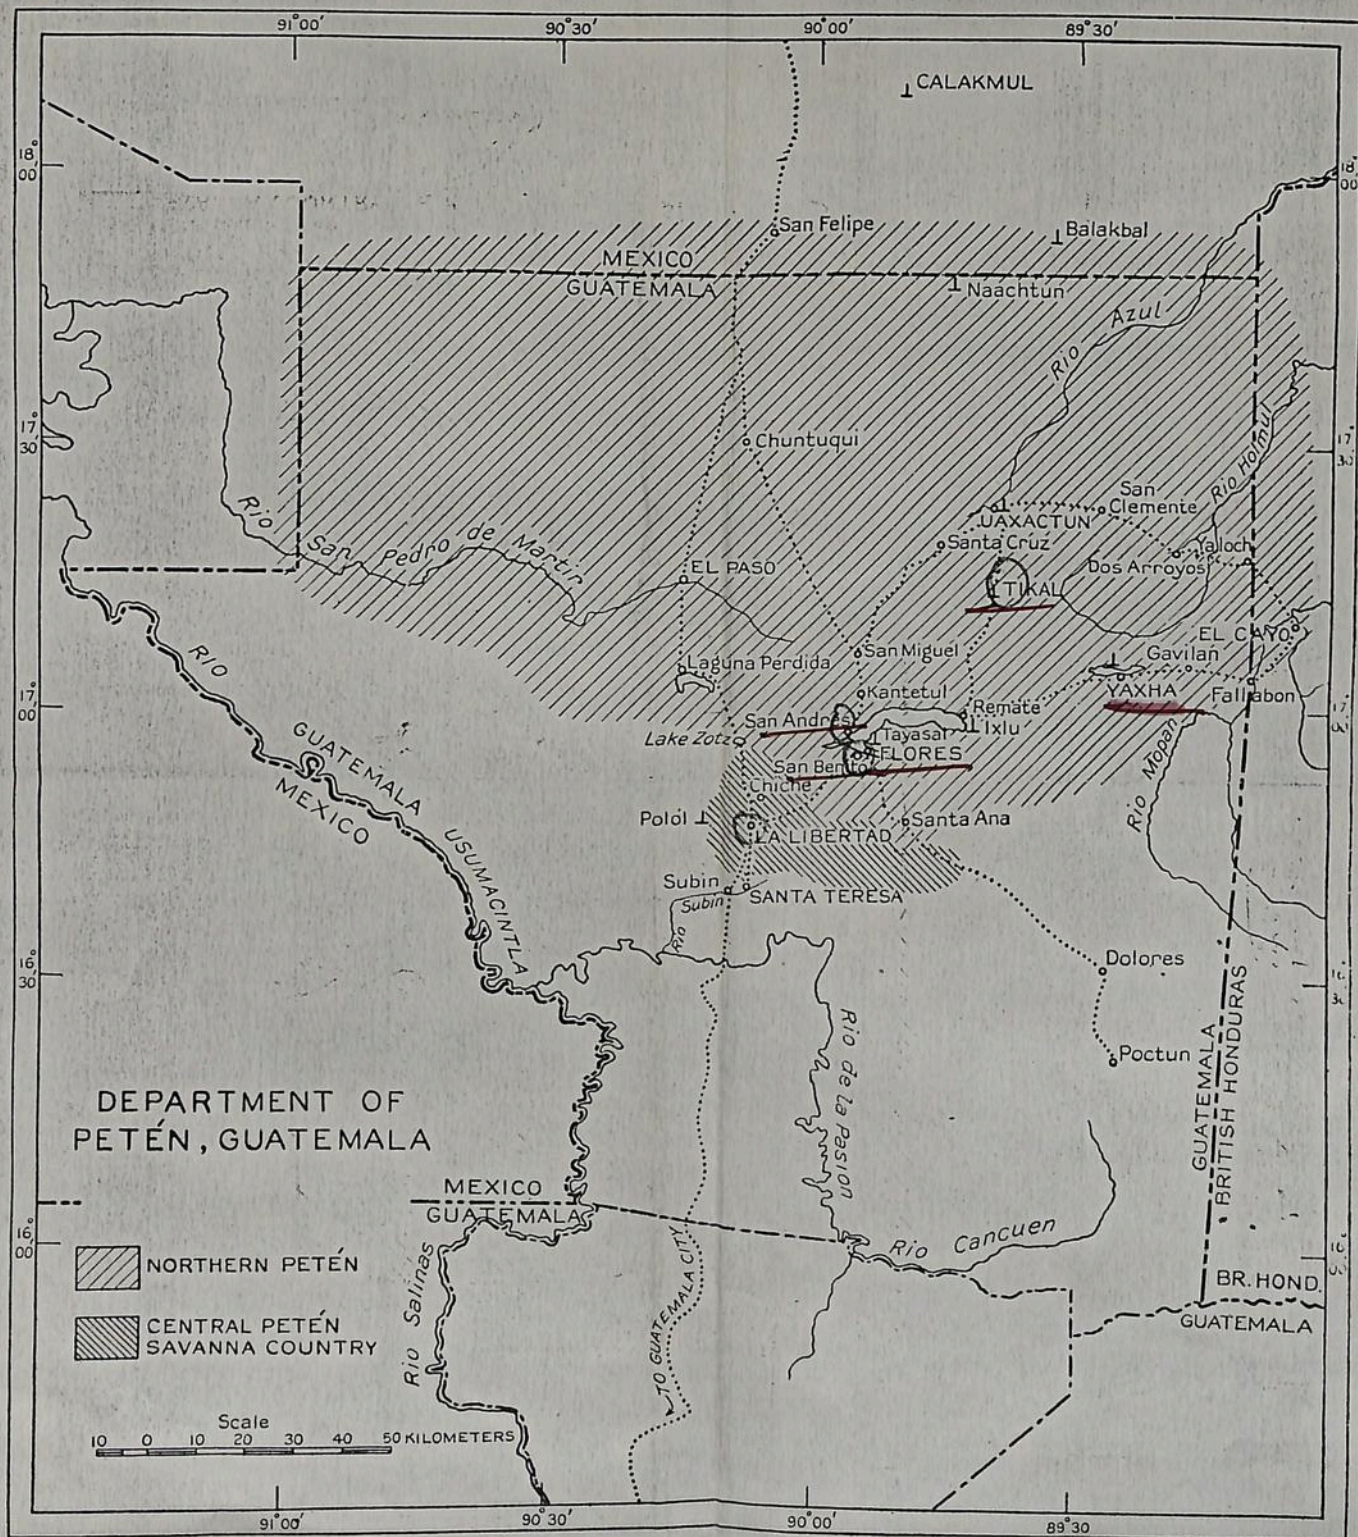 91°00'
90°30'
90°00'
89°30'
CALAKMUL
18°
00'
18°
00'
San Felipe
Balakbal
MEXICO
GUATEMALA
Naachtun
Rio Azul
17°
30'
17°
30'
Chuntuqui
Rio Holmul
San
Clemente
UAXACTUN
Rio San Pedro de Martir
Santa Cruz
Yalloch
Dos Arroyos
EL PASO
TIKAL
EL CAYO
RIO USUMACINTLA
San Miguel
Gavilan
Laguna Perdida
Kantetul
YAXHA
Fallabon
17°
00'
17°
San Andres
Remate
Ixlu
Lake Zotz
Tayasal
FLORES
GUATEMALA
MEXICO
San Benito
Rio Mopan
Chiche
Polol
Santa Ana
LA LIBERTAD
Subin
SANTA TERESA
Rio Subin
16°
30'
Dolores
Rio de la Pasion
Poctun
GUATEMALA
BRITISH HONDURAS
DEPARTMENT OF
PETÉN, GUATEMALA
MEXICO
GUATEMALA
16°
00'
Rio Cancuen
NORTHERN PETÉN
Rio Salinas
TO GUATEMALA CITY
BR. HOND.
GUATEMALA
CENTRAL PETÉN
SAVANNA COUNTRY
Scale
10 0 10 20 30 40 50 KILOMETERS
91°00'
90°30'
90°00'
89°30